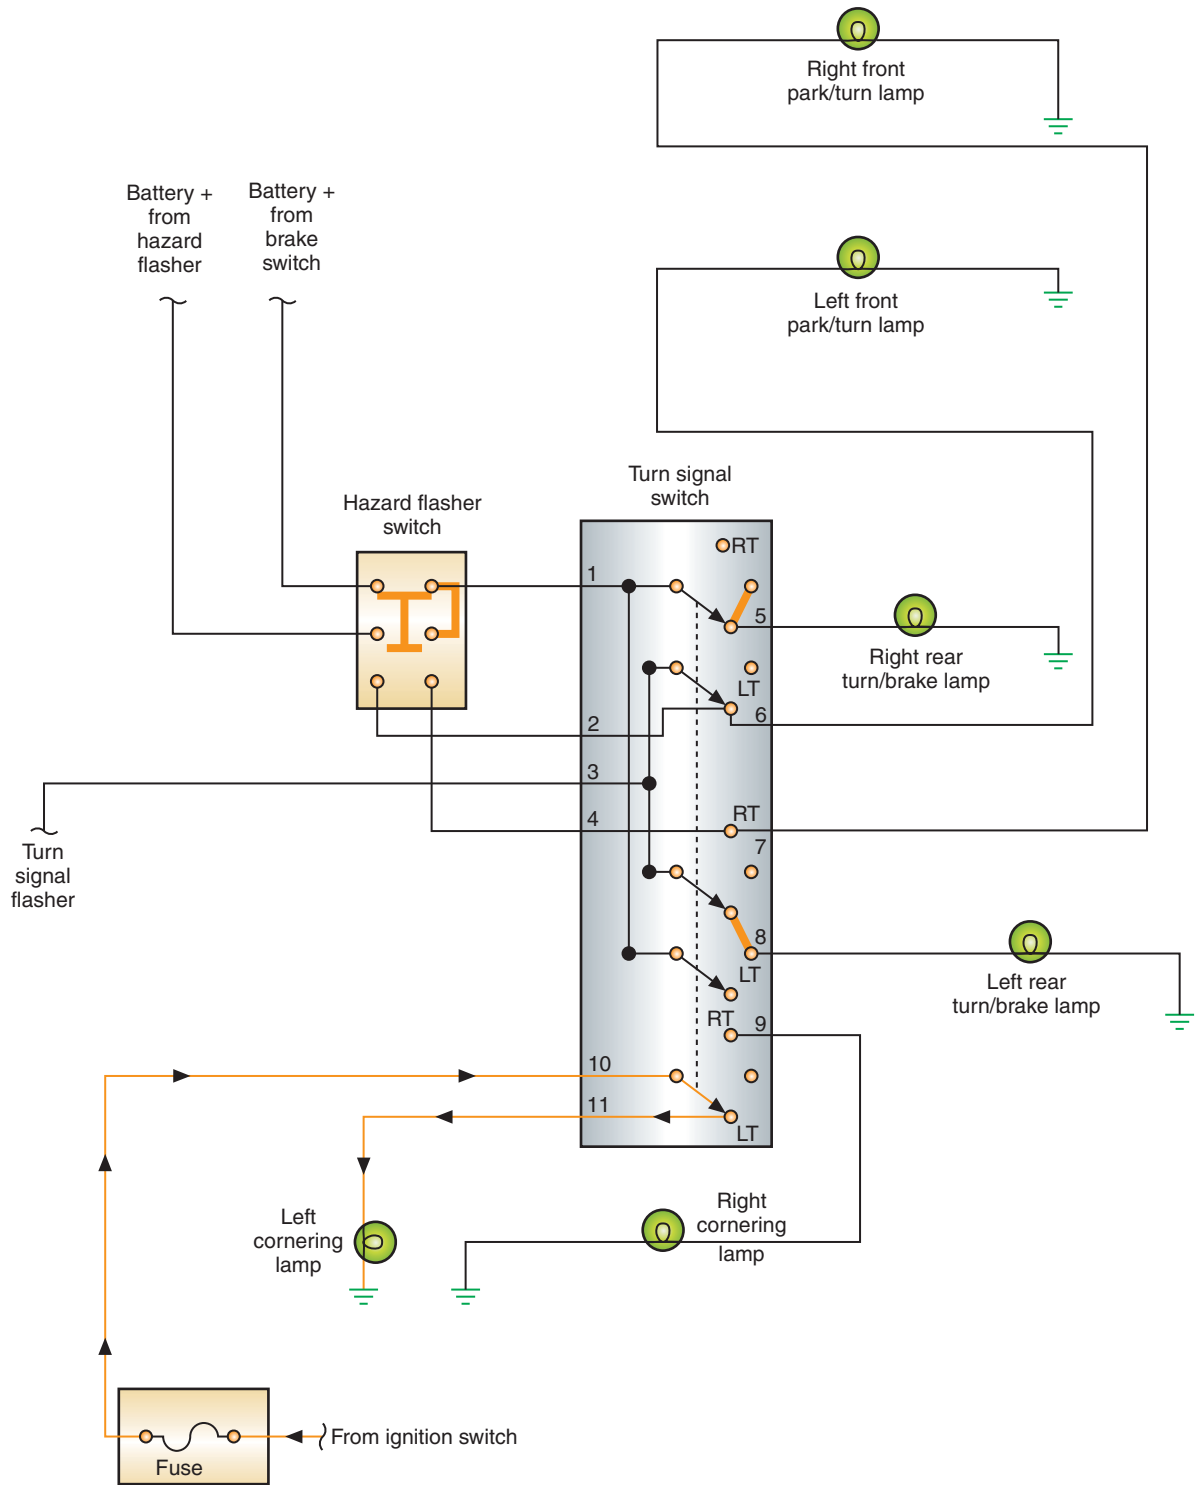 Right front
park/turn lamp
Battery +
from
hazard
flasher
Battery +
from
brake
switch
Left front
park/turn lamp
Turn signal
switch
Hazard flasher
switch
RT
1
5
Right rear
turn/brake lamp
LT
6
2
3
4
RT
7
Turn
signal
flasher
8
LT
Left rear
turn/brake lamp
RT
9
10
11
LT
Left
cornering
lamp
Right
cornering
lamp
From ignition switch
Fuse